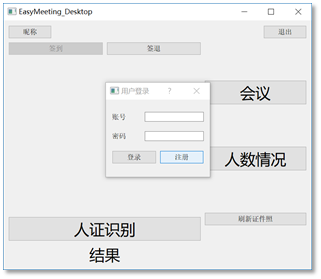 EasyMeeting_Desktop
昵称
退出
签到
签退
会议
用户登录
账号
密码
登录
注册
人数情况
人证识别
刷新证件照
结果